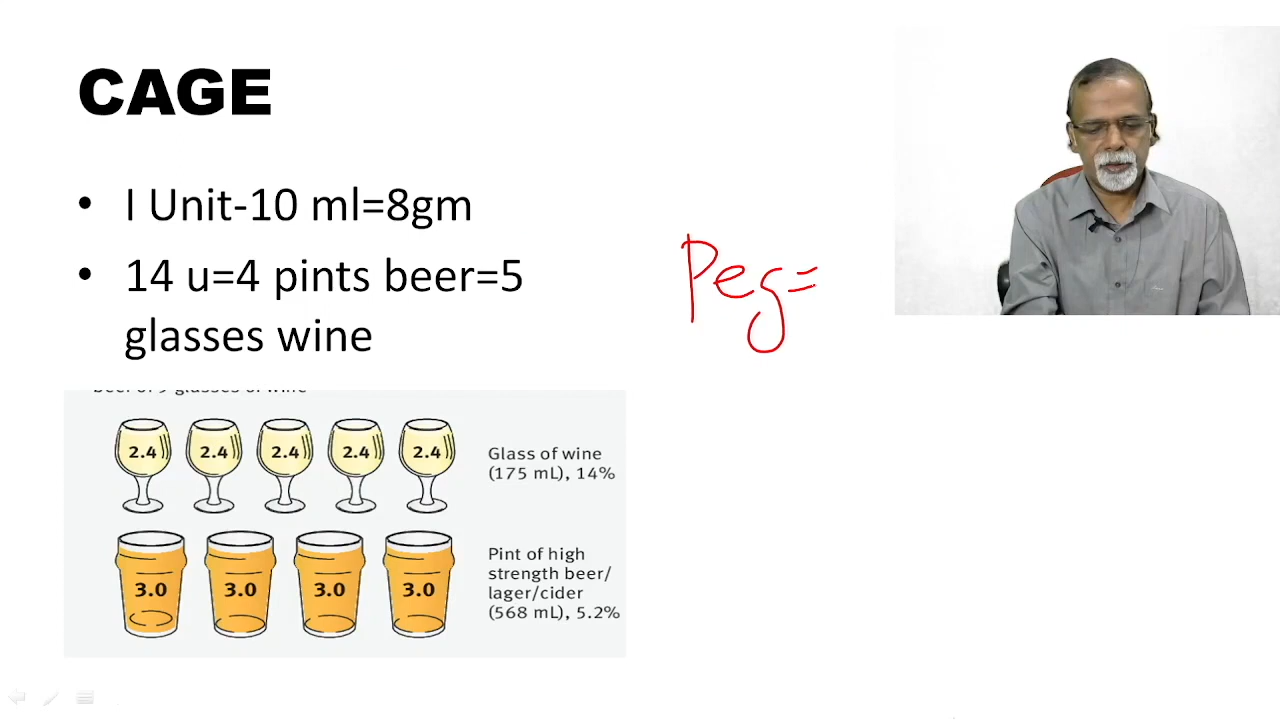 CAGE
• I Unit-10 ml=8gm
• 14 u=4 pints beer=5
glasses wine
Peg=
2.4 2.4 2.4 2.4 2.4
Glass of wine
(175 mL), 14%
3.0 3.0 3.0 3.0
Pint of high
strength beer/
lager/cider
(568 mL), 5.2%